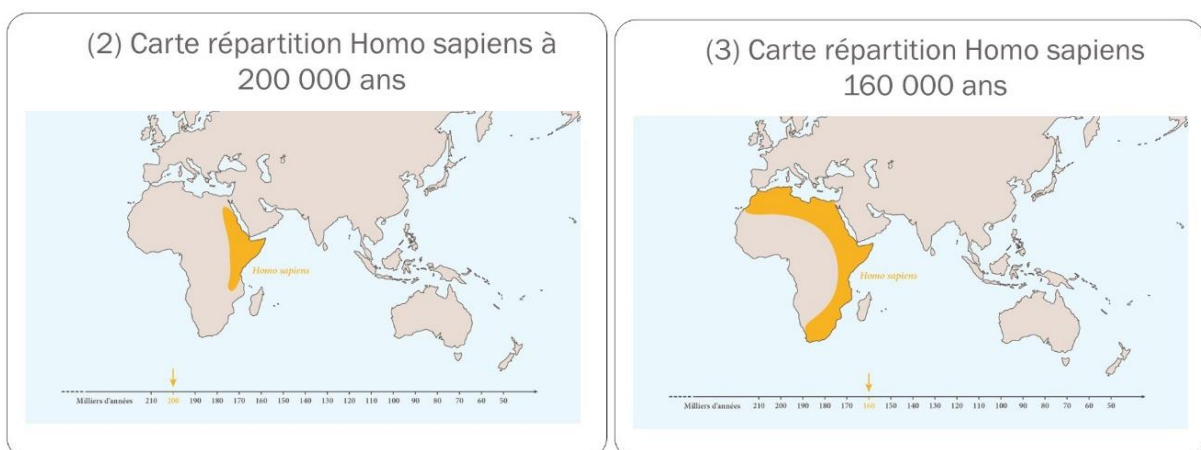 (2) Carte répartition Homo sapiens à
200 000 ans
Homo sapiens
Milliers d'années 210 200 190 180 170 160 150 140 130 120 110 100 90 80 70 60 50
(3) Carte répartition Homo sapiens
160 000 ans
Homo sapiens
Milliers d'années 210 200 190 180 170 160 150 140 130 120 110 100 90 80 70 60 50